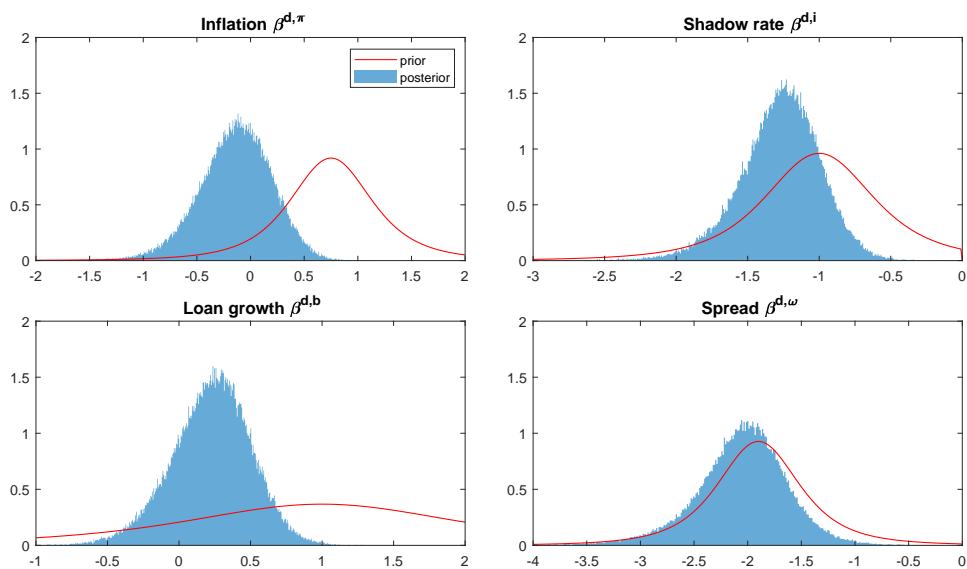 Inflation β^{d,π}
2
1.5
1
0.5
0
-2 -1.5 -1 -0.5 0 0.5 1 1.5 2
prior
posterior
Shadow rate β^{d,i}
2
1.5
1
0.5
0
-3 -2.5 -2 -1.5 -1 -0.5 0
Loan growth β^{d,b}
2
1.5
1
0.5
0
-1 -0.5 0 0.5 1 1.5 2
Spread β^{d,ω}
2
1.5
1
0.5
0
-4 -3.5 -3 -2.5 -2 -1.5 -1 -0.5 0